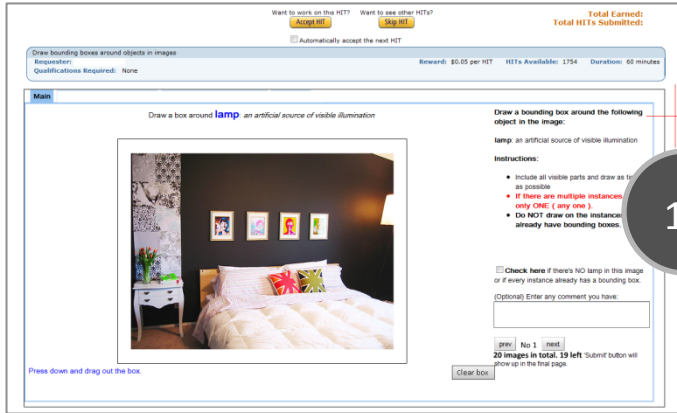 Want to work on this HIT? Want to see other HITs?
Accept HIT Skip HIT
Total Earned:
Total HITs Submitted:
Automatically accept the next HIT
Draw bounding boxes around objects in images
Requester: Reward: $0.05 per HIT HITs Available: 1754 Duration: 60 minutes
Qualifications Required: None
Main
Draw a box around lamp: an artificial source of visible illumination
Draw a bounding box around the following
object in the image:
lamp: an artificial source of visible illumination
Instructions:
Include all visible parts and draw as
as possible
If there are multiple instances
only ONE ( any one ).
Do NOT draw on the instances
already have bounding boxes.
1
Check here if there's NO lamp in this image
or if every instance already has a bounding box.
(Optional) Enter any comment you have:
prev No 1 next
20 images in total. 19 left 'Submit' button will
show up in the final page.
Press down and drag out the box.
Clear box